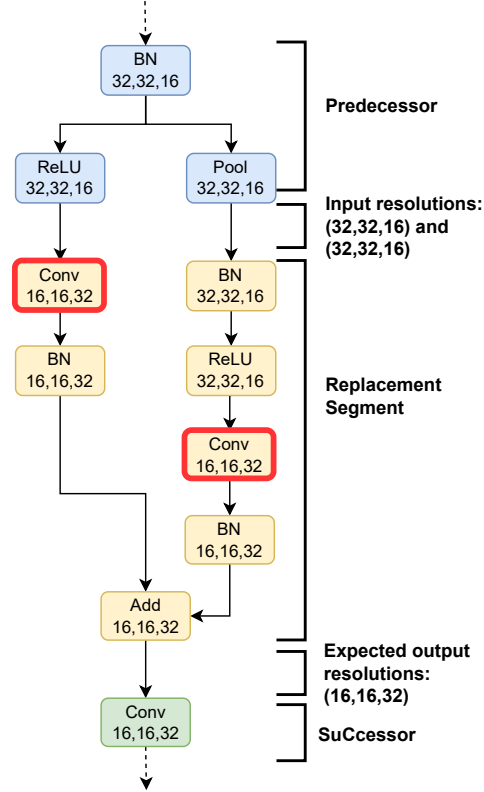 BN
32,32,16
Predecessor
ReLU
32,32,16
Pool
32,32,16
Input resolutions:
(32,32,16) and
(32,32,16)
Conv
16,16,32
BN
32,32,16
BN
16,16,32
ReLU
32,32,16
Replacement
Segment
Conv
16,16,32
BN
16,16,32
Add
16,16,32
Expected output
resolutions:
(16,16,32)
Conv
16,16,32
SuCcessor